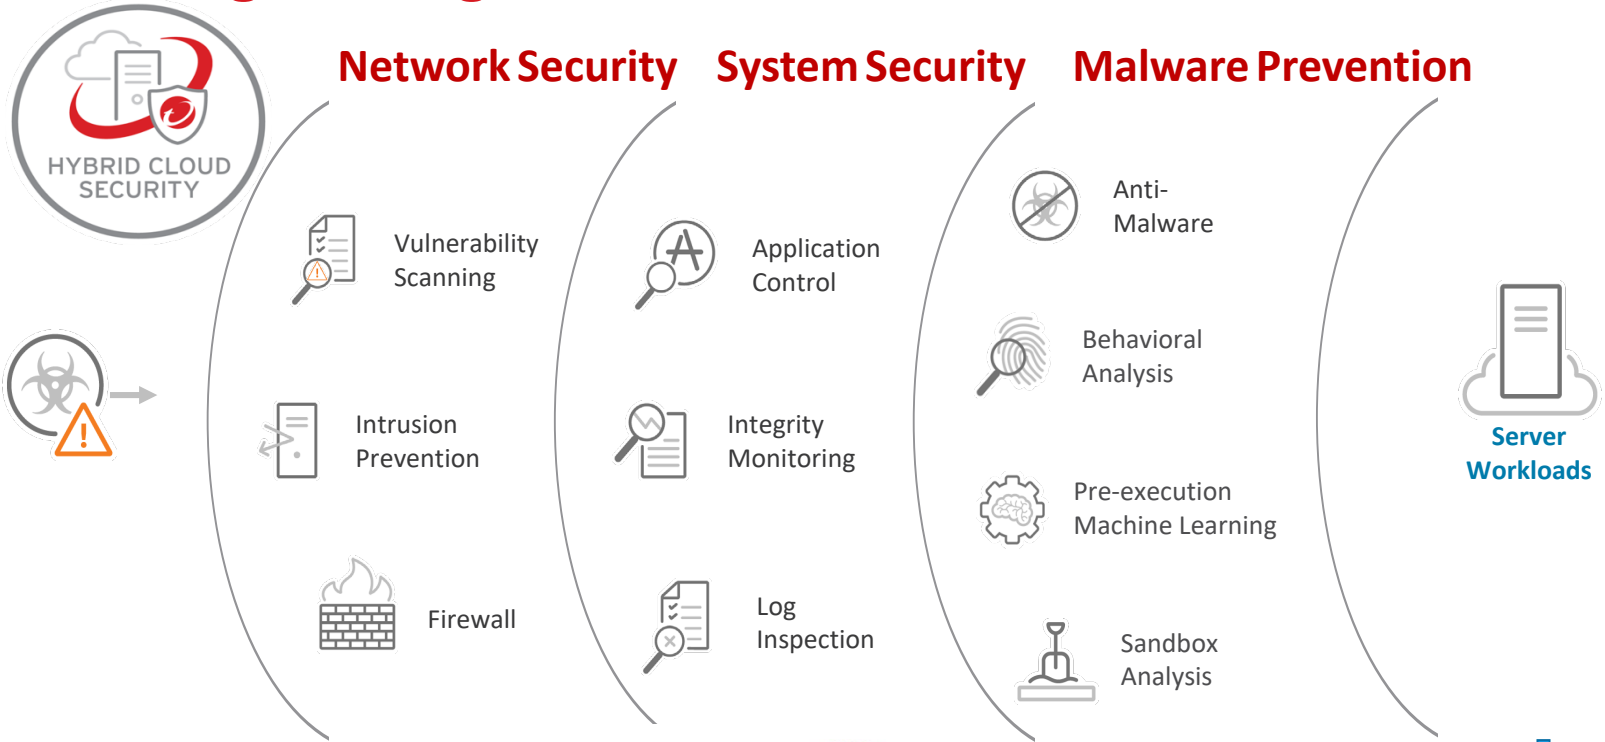 HYBRID CLOUD
SECURITY
Network Security
System Security
Malware Prevention
Vulnerability
Scanning
Intrusion
Prevention
Firewall
Application
Control
Integrity
Monitoring
Log
Inspection
Anti-
Malware
Behavioral
Analysis
Pre-execution
Machine Learning
Sandbox
Analysis
Server
Workloads